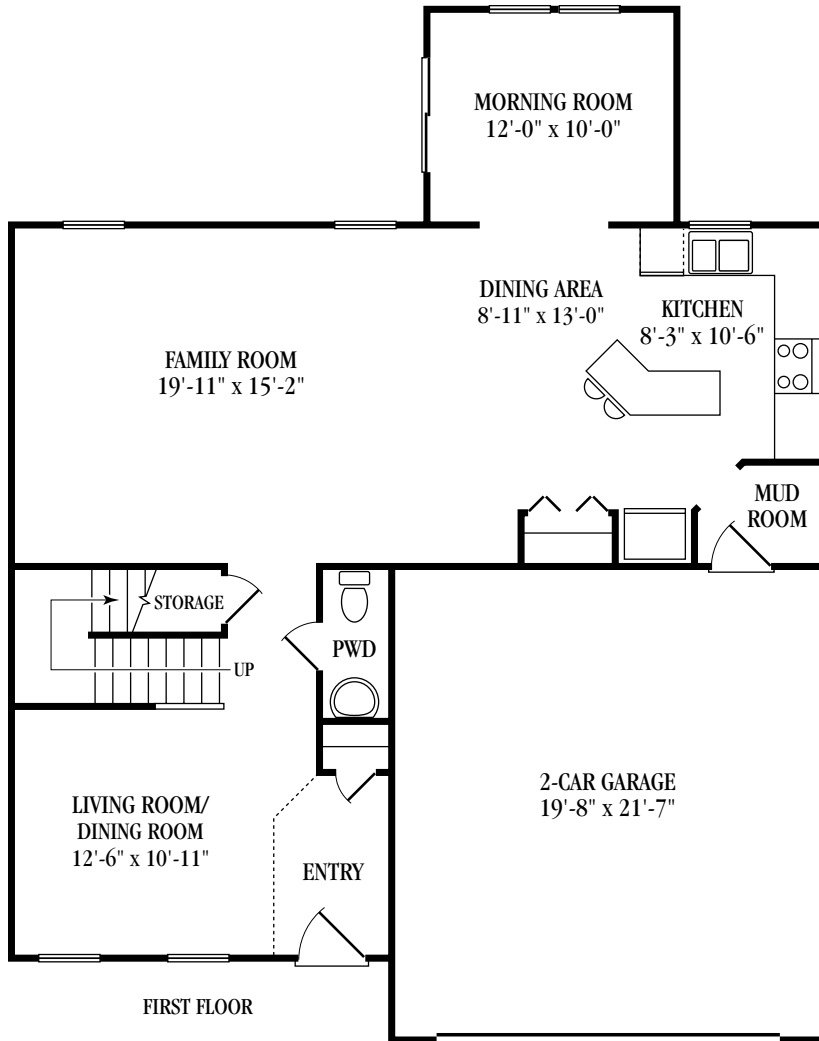 MORNING ROOM
12'-0" x 10'-0"
DINING AREA
8'-11" x 13'-0"
KITCHEN
8'-3" x 10'-6"
FAMILY ROOM
19'-11" x 15'-2"
MUD
ROOM
STORAGE
PWD
UP
2-CAR GARAGE
19'-8" x 21'-7"
LIVING ROOM/
DINING ROOM
12'-6" x 10'-11"
ENTRY
FIRST FLOOR